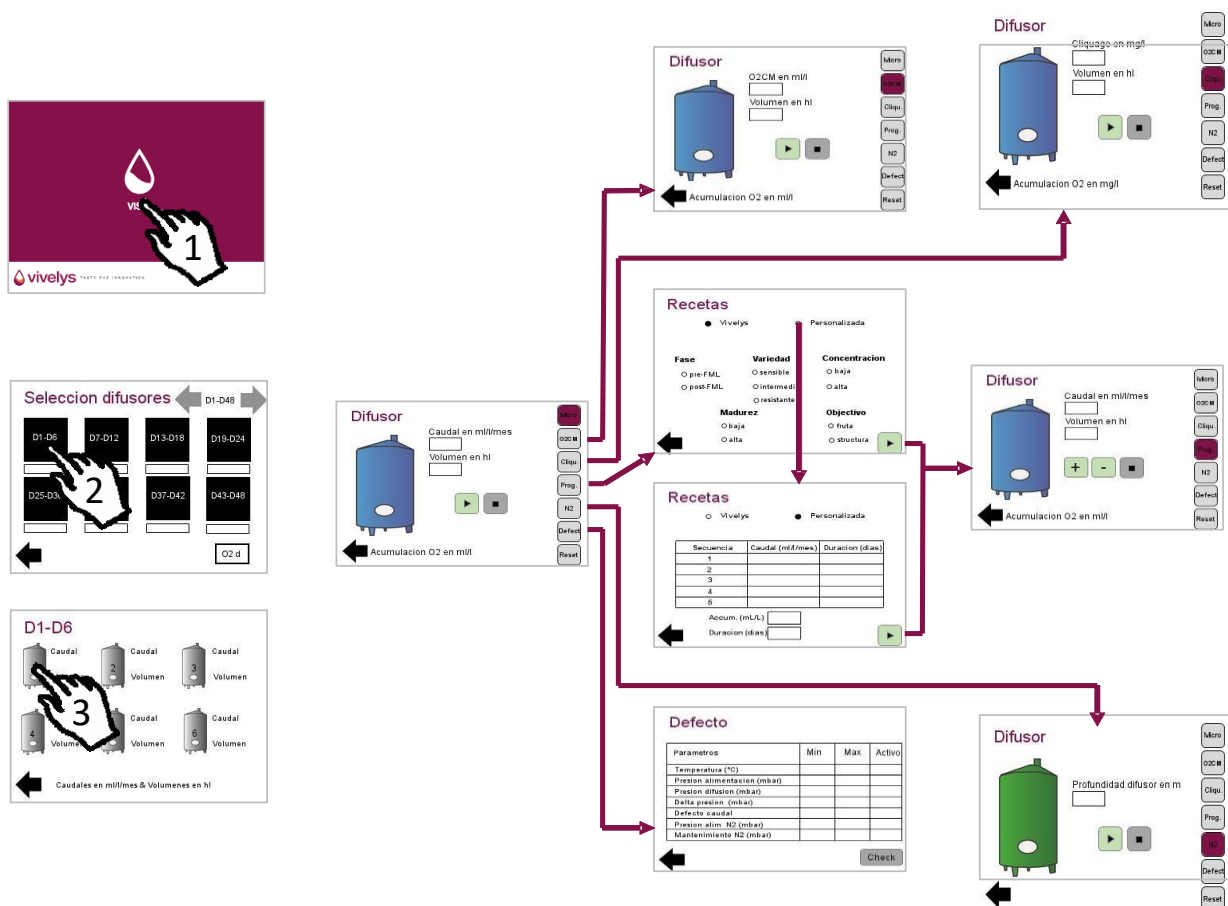 VIS
1
vivelys TASTE THE INNOVATION
Seleccion difusores
D1-D48
D1-D6 D7-D12 D13-D18 D19-D24
2
D37-D42 D43-D48
O2 d
D1-D6
Caudal Caudal Caudal
2 3
Volumen Volumen
3
Caudal Caudal Caudal
4 6
Volumen Volumen Volumen
Caudales en ml/l/mes & Volumenes en hl
Difusor
Caudal en ml/l/mes
Volumen en hl
Acumulacion O2 en ml/l
Micro
O2CM
Cliqu.
Prog.
N2
Defect
Reset
Difusor
O2CM en ml/l
Volumen en hl
Acumulacion O2 en ml/l
Micro
O2CM
Cliqu.
Prog.
N2
Defect
Reset
Difusor
Cliquage en mg/l
Volumen en hl
Acumulacion O2 en mg/l
Micro
O2CM
Cliqu.
Prog.
N2
Defect
Reset
Recetas
Vivelys Personalizada
Fase Variedad Concentracion
pre-FML sensible baja
post-FML intermedi alta
resistante
Madurez Objectivo
baja fruta
alta structura
Recetas
Vivelys Personalizada
Secuencia Caudal (ml/l/mes) Duracion (dias)
1
2
3
4
5
Accum. (mL/L)
Duracion (dias)
Difusor
Caudal en ml/l/mes
Volumen en hl
+ -
Acumulacion O2 en ml/l
Micro
O2CM
Cliqu.
Prog.
N2
Defect
Reset
Defecto
Parametros Min Max Activo
Temperatura (°C)
Presion alimentacion (mbar)
Presion difusion (mbar)
Delta presion (mbar)
Defecto caudal
Presion alim N2 (mbar)
Mantenimiento N2 (mbar)
Check
Difusor
Profundidad difusor en m
Micro
O2CM
Cliqu.
Prog.
N2
Defect
Reset